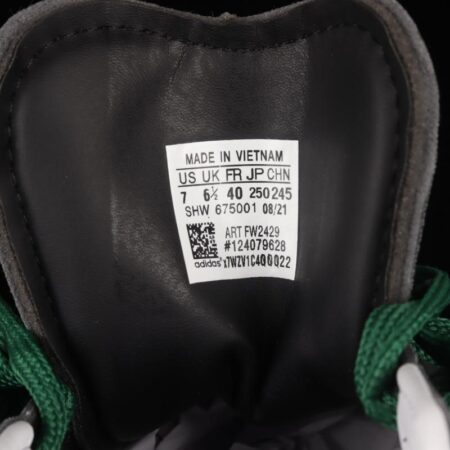 MADE IN VIETNAM
US UK FR JP CHN
7 6½ 40 250 245
SHW 675001 08/21
ART FW2429
#124079628
adidas® x7WZV1C400022